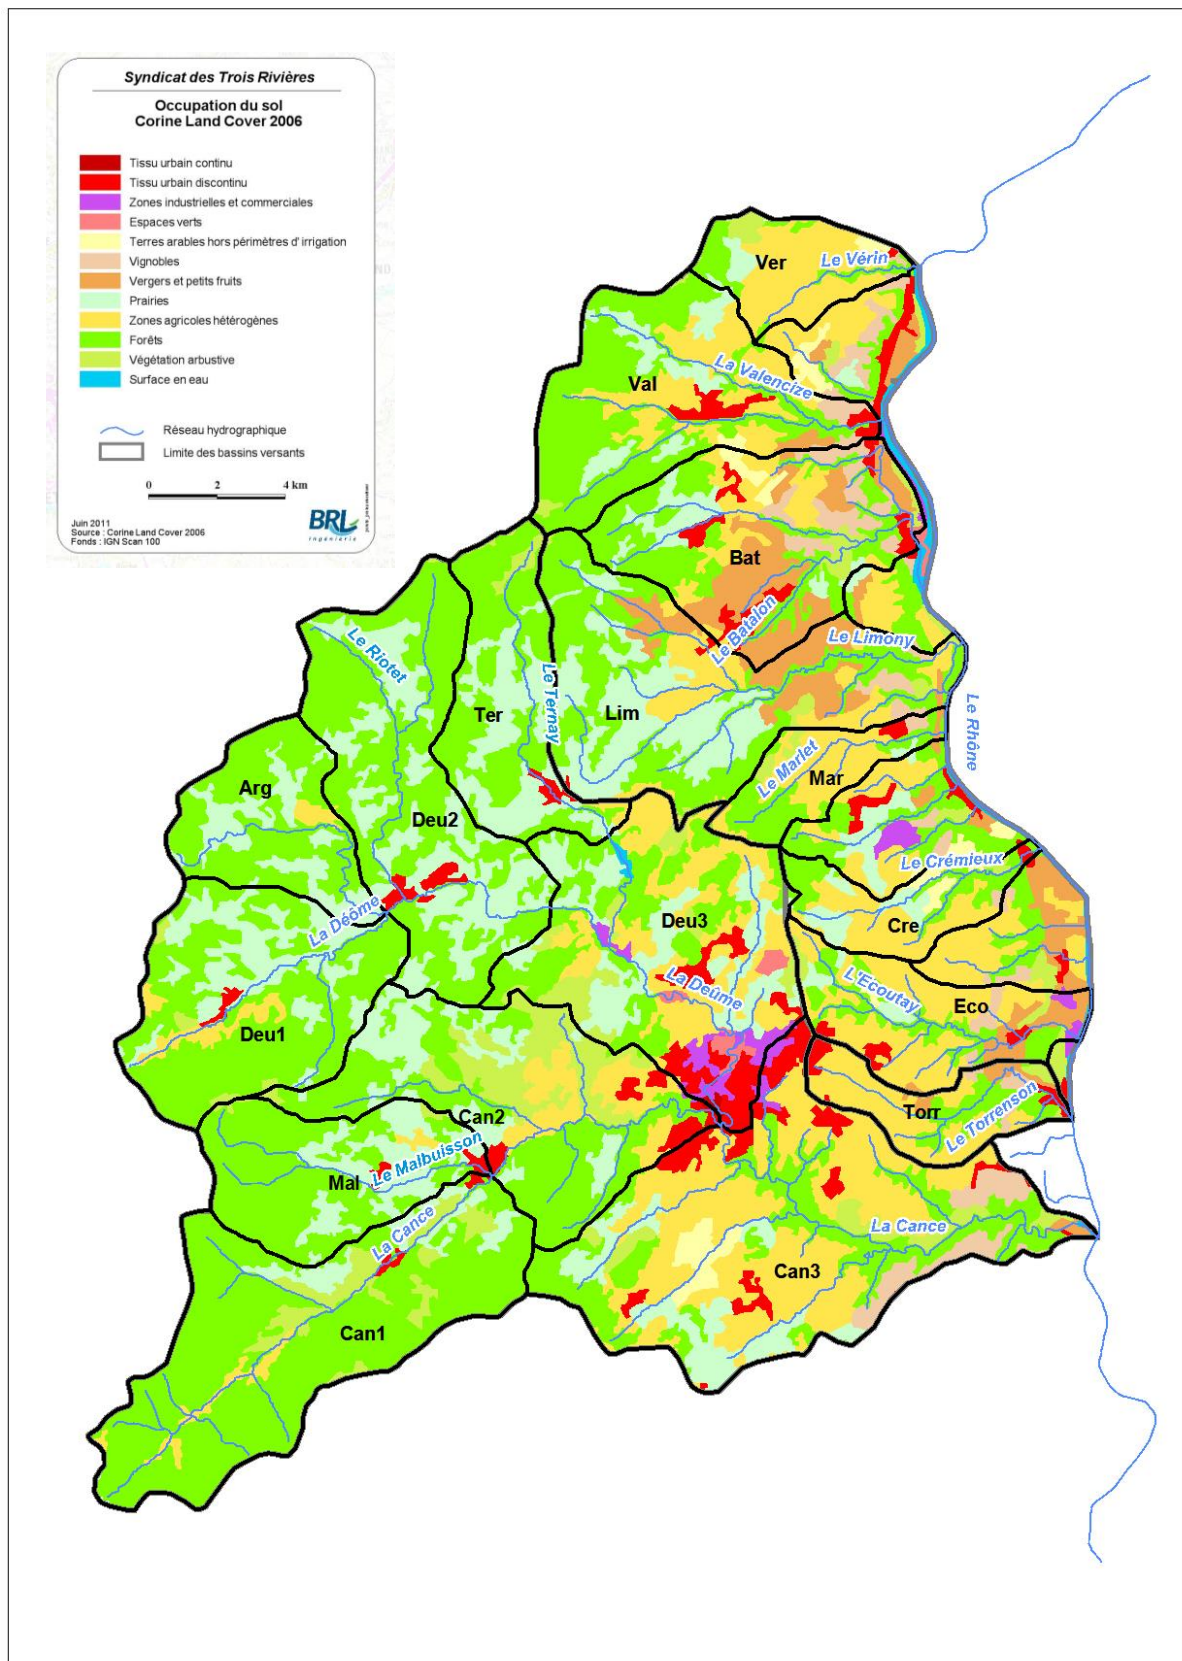 Syndicat des Trois Rivières
Occupation du sol
Corine Land Cover 2006
Tissu urbain continu
Tissu urbain discontinu
Zones industrielles et commerciales
Espaces verts
Terres arables hors périmètres d' irrigation
Vignobles
Vergers et petits fruits
Prairies
Zones agricoles hétérogènes
Forêts
Végétation arbustive
Surface en eau
Réseau hydrographique
Limite des bassins versants
0 2 4 km
Juin 2011
Source : Corine Land Cover 2006
Fonds : IGN Scan 100
BRL
ingénierie
Ver
Le Vérin
Val
La Valencize
Bat
Le Batalon
Le Limony
Le Riotet
Ter
Le Ternay
Lim
Le Rhône
Le Marlet
Mar
Arg
Deu2
Le Crémieux
La Déôme
Deu3
Cre
La Deûme
L'Ecoutay
Eco
Deu1
Can2
Torr
Le Torrenson
Le Malbuisson
Mal
La Cance
La Cance
Can3
Can1